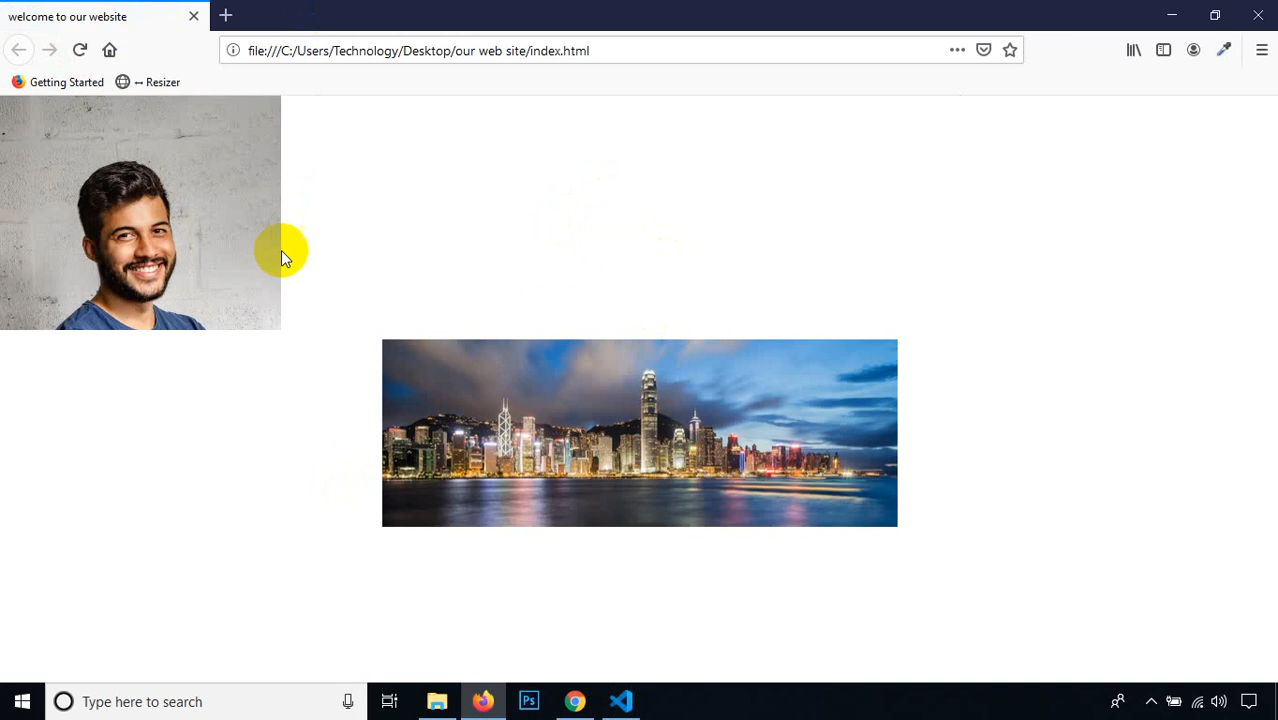 welcome to our website
file:///C:/Users/Technology/Desktop/our web site/index.html
Getting Started
Resizer
Type here to search
Ps